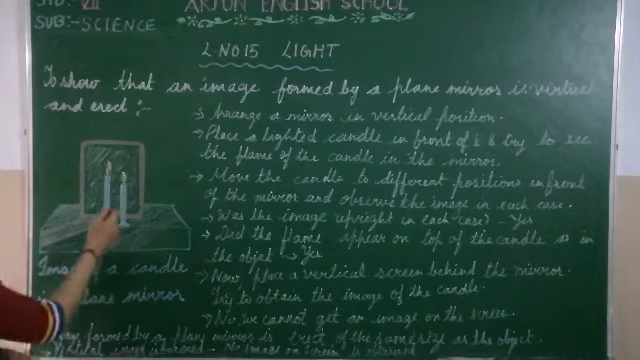 STD:- VII
ARJUN ENGLISH SCHOOL
SUB:- SCIENCE
L.NO 15 LIGHT
To show that an image formed by a plane mirror is virtical
and erect :-
→ Arrange a mirror in vertical position.
→ Place a lighted candle in front of i & try to see
the flame of the candle in the mirror.
→ Move the candle to different positions in front
of the mirror and observe the image in each case.
→ Was the image upright in each case) - Yes
→ Did the flame appear on top of the candle as in
the objet → Yes
→ Now place a vertical screen behind the mirror.
Try to obtain the image of the candle.
→ No we cannot get an image on the screen
a candle
plane mirror
formed by a plane mirror is erect of the same size as the object.